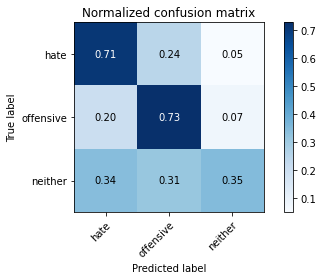 Normalized confusion matrix
True label
hate 0.71 0.24 0.05
offensive 0.20 0.73 0.07
neither 0.34 0.31 0.35
hate offensive neither
Predicted label
0.7
0.6
0.5
0.4
0.3
0.2
0.1